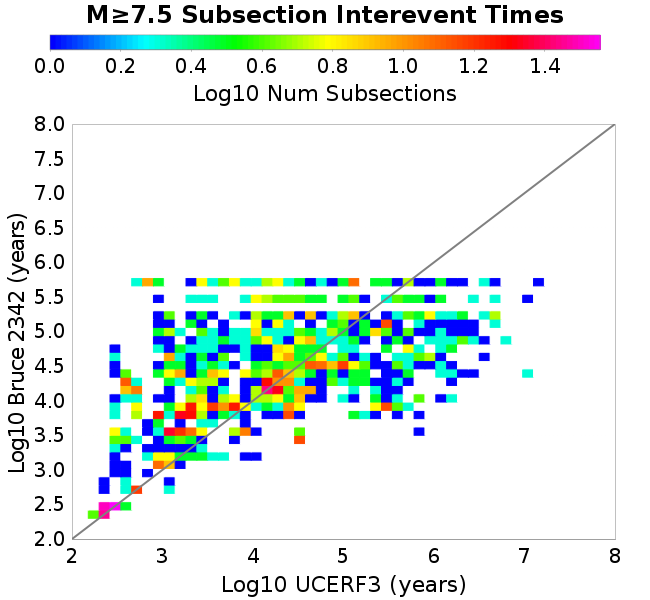 M≥7.5 Subsection Interevent Times
0.0 0.2 0.4 0.6 0.8 1.0 1.2 1.4
Log10 Num Subsections
8.0
7.5
7.0
6.5
6.0
5.5
5.0
4.5
4.0
3.5
3.0
2.5
2.0
Log10 Bruce 2342 (years)
2 3 4 5 6 7 8
Log10 UCERF3 (years)